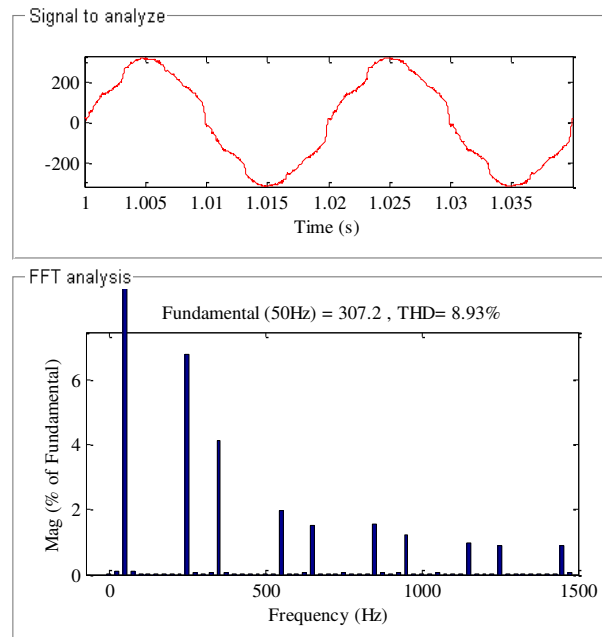 Signal to analyze
200
0
-200
1 1.005 1.01 1.015 1.02 1.025 1.03 1.035
Time (s)
FFT analysis
Fundamental (50Hz) = 307.2 , THD= 8.93%
6
4
2
0
Mag (% of Fundamental)
0 500 1000 1500
Frequency (Hz)